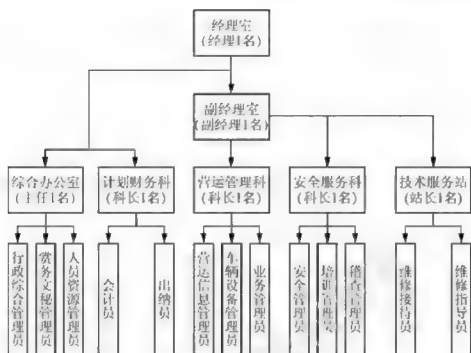 经理室
(经理1名)
副经理室
(副经理1名)
综合办公室
(主任1名)
计划财务科
(科长1名)
营运管理科
(科长1名)
安全服务科
(科长1名)
技术服务站
(站长1名)
行政综合管理员
党务文秘管理员
人员资源管理员
会计员
出纳员
营运信息管理员
车辆设备管理员
业务管理员
安全管理员
培训管理员
稽查管理员
维修接待员
维修指导员